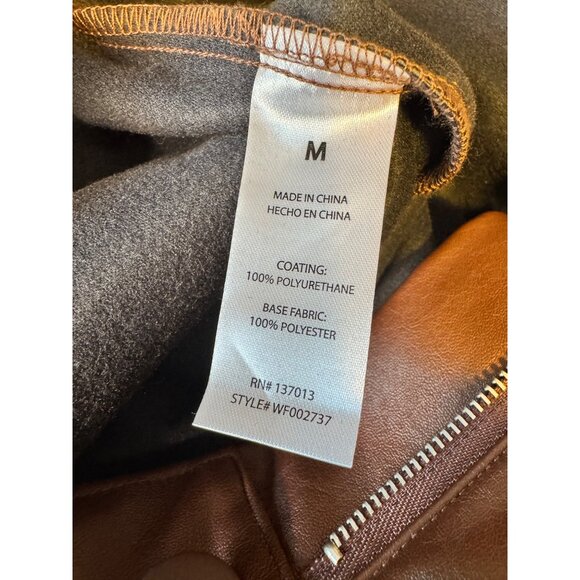 M
MADE IN CHINA
HECHO EN CHINA
COATING:
100% POLYURETHANE
BASE FABRIC:
100% POLYESTER
RN# 137013
STYLE# WF002737